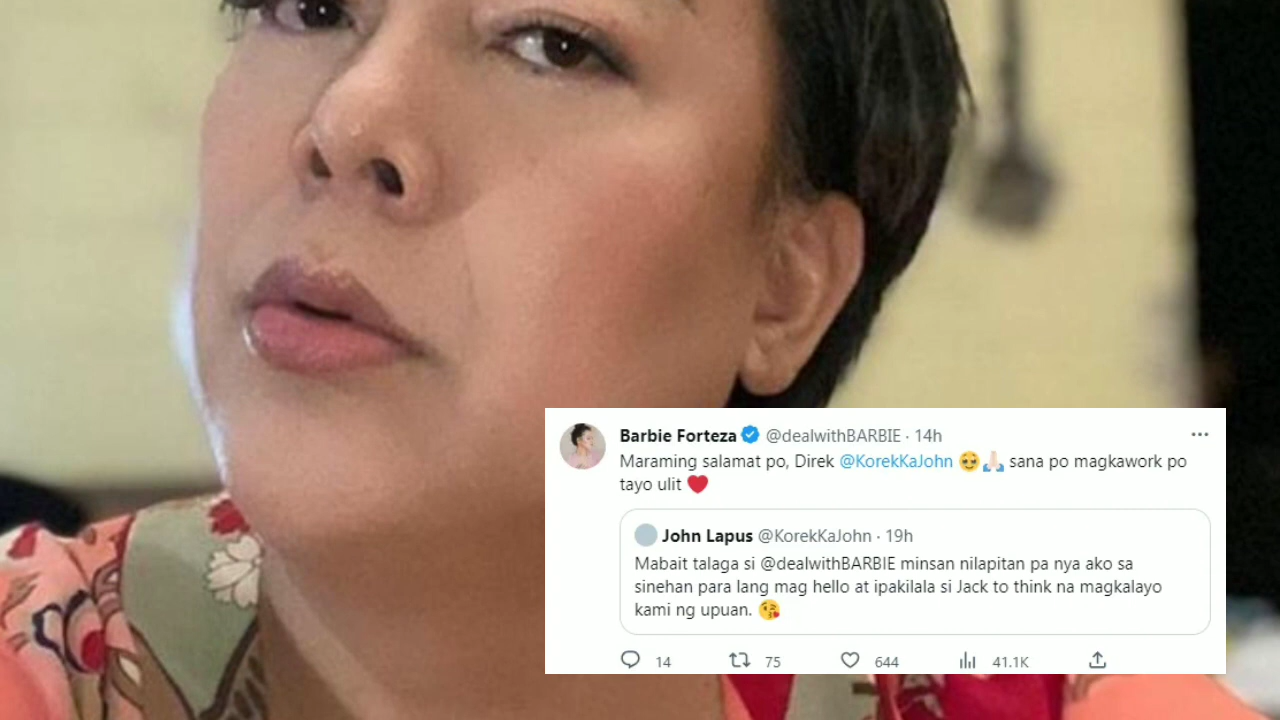 Barbie Forteza @dealwithBARBIE · 14h
Maraming salamat po, Direk @KorekKaJohn 🥹🙏🏻 sana po magkawork po
tayo ulit ❤️
John Lapus @KorekKaJohn · 19h
Mabait talaga si @dealwithBARBIE minsan nilapitan pa nya ako sa
sinehan para lang mag hello at ipakilala si Jack to think na magkalayo
kami ng upuan. 😘
14 75 644 41.1K